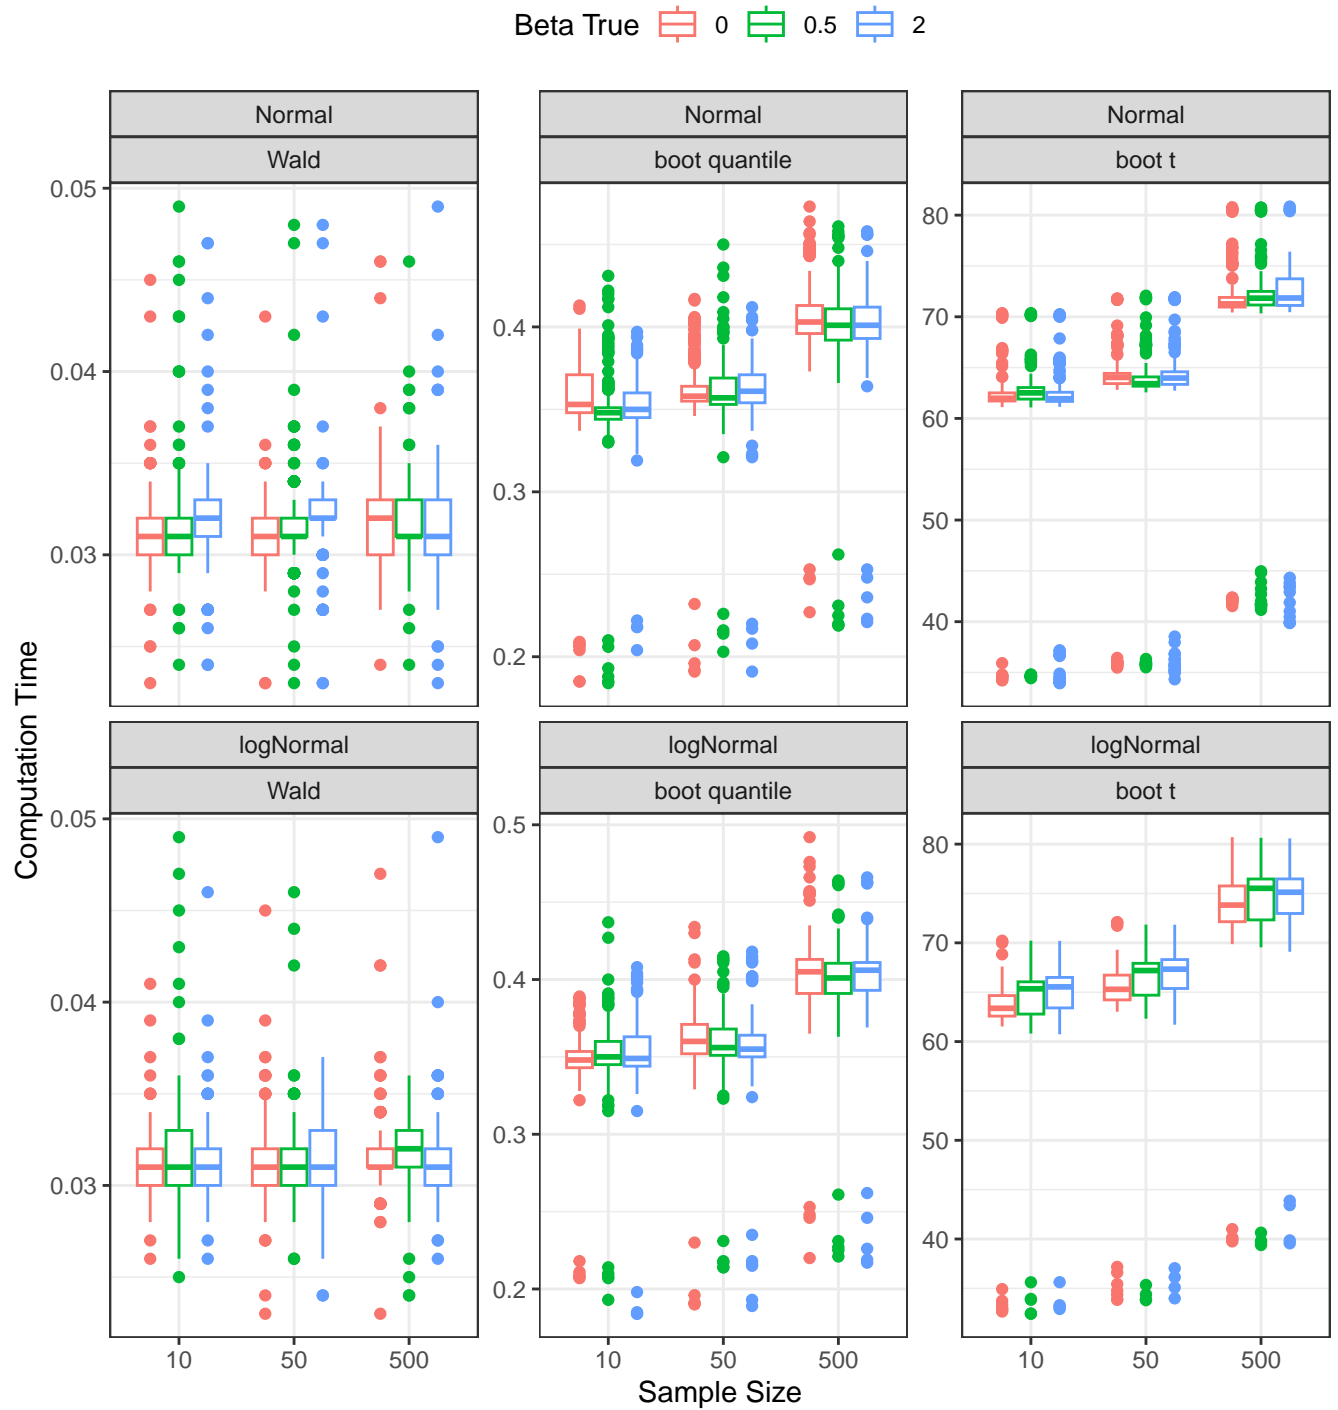 Beta True 0 0.5 2
Normal Normal Normal
Wald boot quantile boot t
0.05
0.04
0.03
0.4
0.3
0.2
80
70
60
50
40
Computation Time
logNormal logNormal logNormal
Wald boot quantile boot t
0.05
0.04
0.03
0.5
0.4
0.3
0.2
80
70
60
50
40
10 50 500 10 50 500 10 50 500
Sample Size